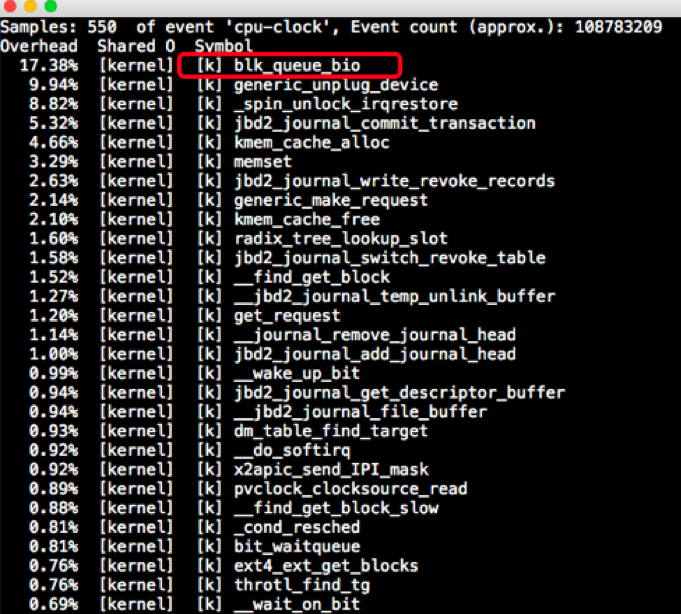 Samples: 550  of event 'cpu-clock', Event count (approx.): 108783209
Overhead  Shared O  Symbol
17.38%  [kernel]  [k] blk_queue_bio
9.94%  [kernel]  [k] generic_unplug_device
8.82%  [kernel]  [k] _spin_unlock_irqrestore
5.32%  [kernel]  [k] jbd2_journal_commit_transaction
4.66%  [kernel]  [k] kmem_cache_alloc
3.29%  [kernel]  [k] memset
2.63%  [kernel]  [k] jbd2_journal_write_revoke_records
2.14%  [kernel]  [k] generic_make_request
2.10%  [kernel]  [k] kmem_cache_free
1.60%  [kernel]  [k] radix_tree_lookup_slot
1.58%  [kernel]  [k] jbd2_journal_switch_revoke_table
1.52%  [kernel]  [k] __find_get_block
1.27%  [kernel]  [k] __jbd2_journal_temp_unlink_buffer
1.20%  [kernel]  [k] get_request
1.14%  [kernel]  [k] __journal_remove_journal_head
1.00%  [kernel]  [k] jbd2_journal_add_journal_head
0.99%  [kernel]  [k] __wake_up_bit
0.94%  [kernel]  [k] jbd2_journal_get_descriptor_buffer
0.94%  [kernel]  [k] __jbd2_journal_file_buffer
0.93%  [kernel]  [k] dm_table_find_target
0.92%  [kernel]  [k] __do_softirq
0.92%  [kernel]  [k] x2apic_send_IPI_mask
0.89%  [kernel]  [k] pvclock_clocksource_read
0.88%  [kernel]  [k] __find_get_block_slow
0.81%  [kernel]  [k] _cond_resched
0.81%  [kernel]  [k] bit_waitqueue
0.76%  [kernel]  [k] ext4_ext_get_blocks
0.76%  [kernel]  [k] throtl_find_tg
0.69%  [kernel]  [k] __wait_on_bit